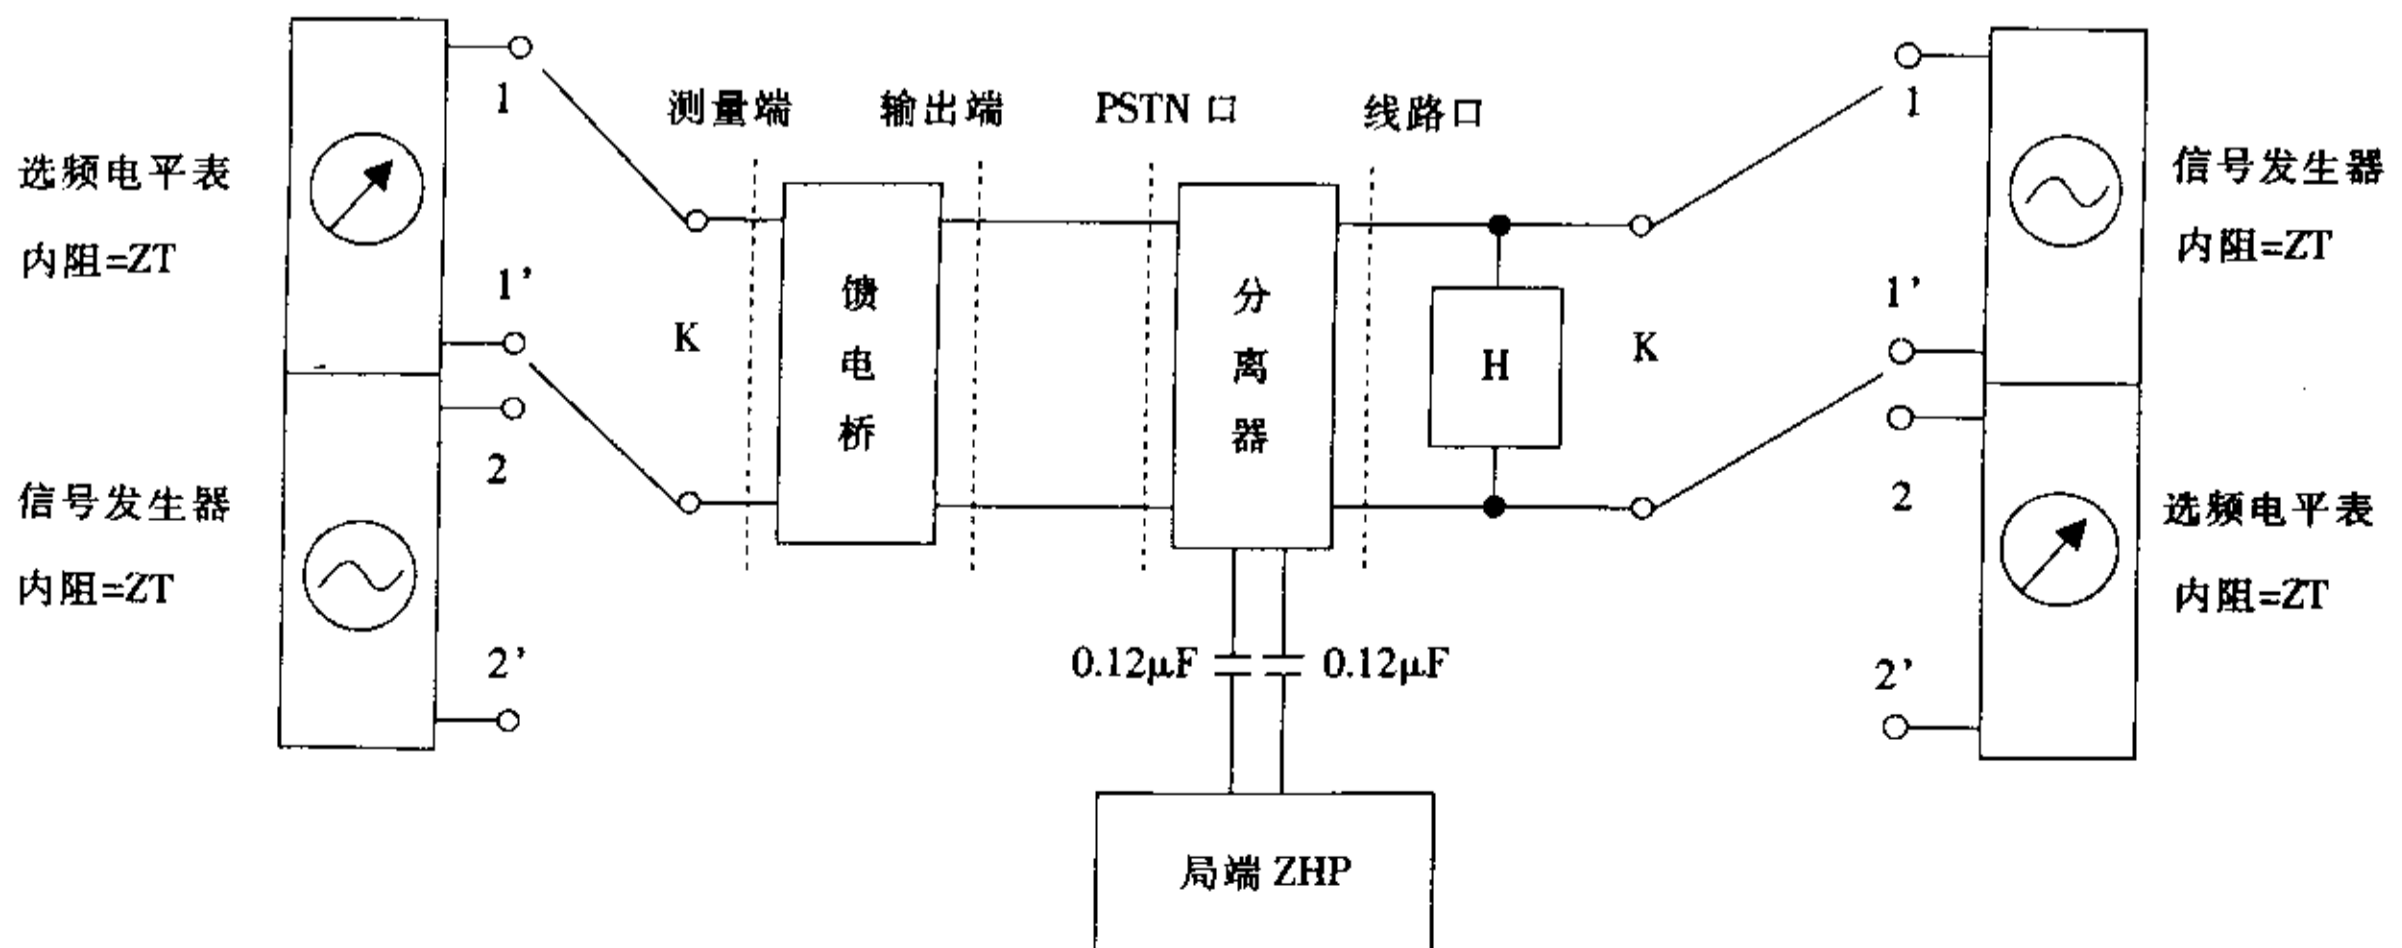 测量端 输出端 PSTN 口 线路口
1
1
选频电平表
内阻=ZT
信号发生器
内阻=ZT
1’
1’
K
馈电桥
分离器
H
K
2
2
信号发生器
内阻=ZT
选频电平表
内阻=ZT
2’
2’
0.12μF
0.12μF
局端 ZHP